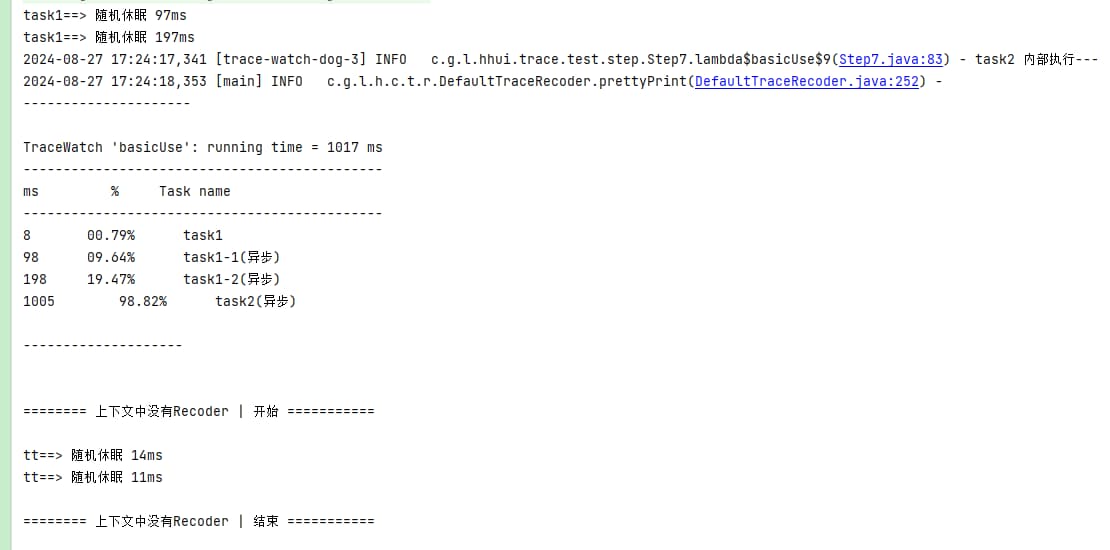 task1==> 随机休眠 97ms
task1==> 随机休眠 197ms
2024-08-27 17:24:17,341 [trace-watch-dog-3] INFO   c.g.l.hhui.trace.test.step.Step7.lambda$basicUse$9(Step7.java:83) - task2 内部执行---
2024-08-27 17:24:18,353 [main] INFO   c.g.l.h.c.t.r.DefaultTraceRecoder.prettyPrint(DefaultTraceRecoder.java:252) -
---------------------
TraceWatch 'basicUse': running time = 1017 ms
---------------------------------------------
ms         %     Task name
---------------------------------------------
8       00.79%      task1
98      09.64%      task1-1(异步)
198     19.47%      task1-2(异步)
1005        98.82%      task2(异步)
--------------------
======== 上下文中没有Recoder | 开始 ===========
tt==> 随机休眠 14ms
tt==> 随机休眠 11ms
======== 上下文中没有Recoder | 结束 ===========